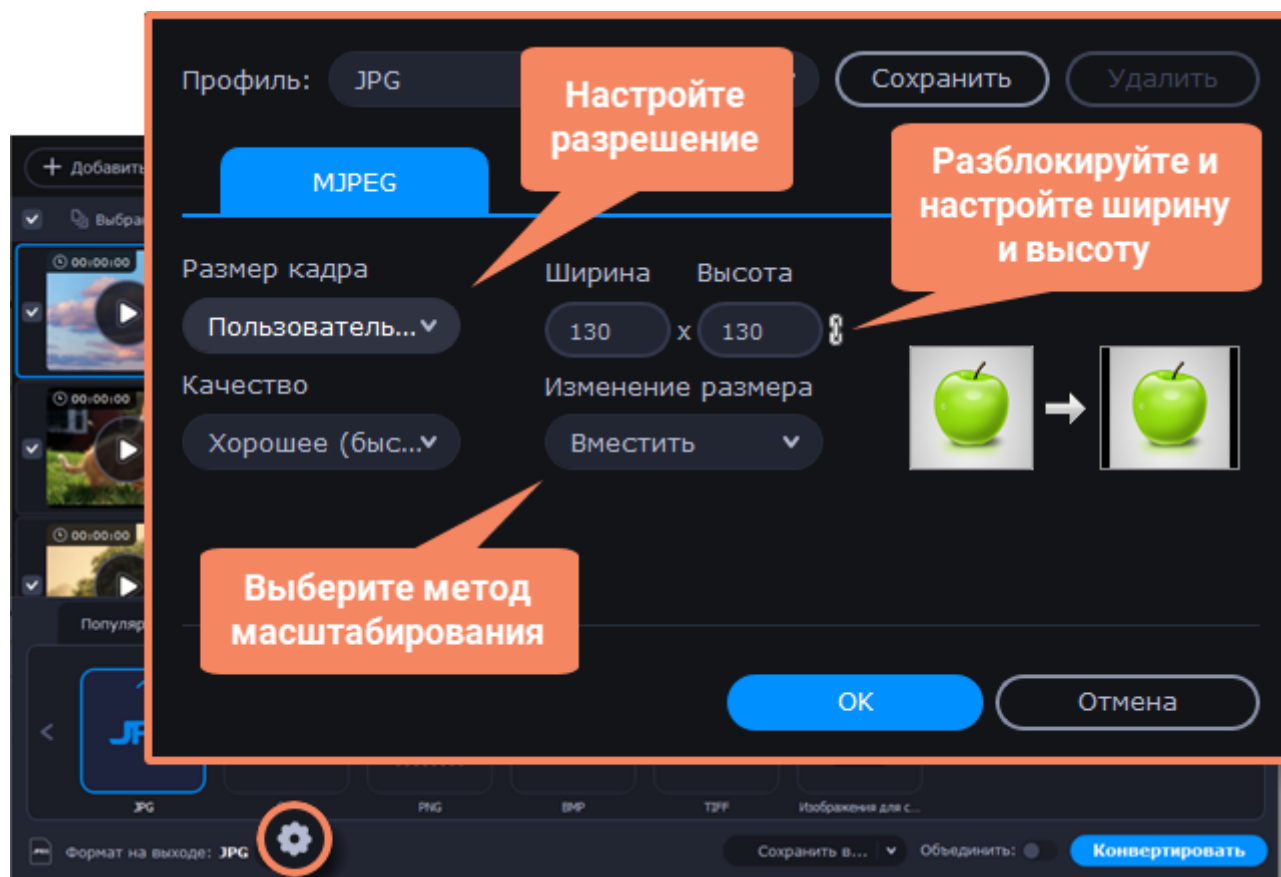 Профиль:
JPG
Сохранить
Удалить
Настройте
разрешение
Разблокируйте и
настройте ширину
и высоту
+ Добавить
MJPEG
00:00:00
Размер кадра
Ширина
Высота
Пользователь...
130 x 130
Качество
Изменение размера
00:00:00
Хорошее (быс...
Вместить
00:00:00
Выберите метод
масштабирования
OK
Отмена
JPG
PNG
BMP
TIFF
Изображения для с...
Формат на выходе: JPG
Сохранить в...
Объединить:
Конвертировать